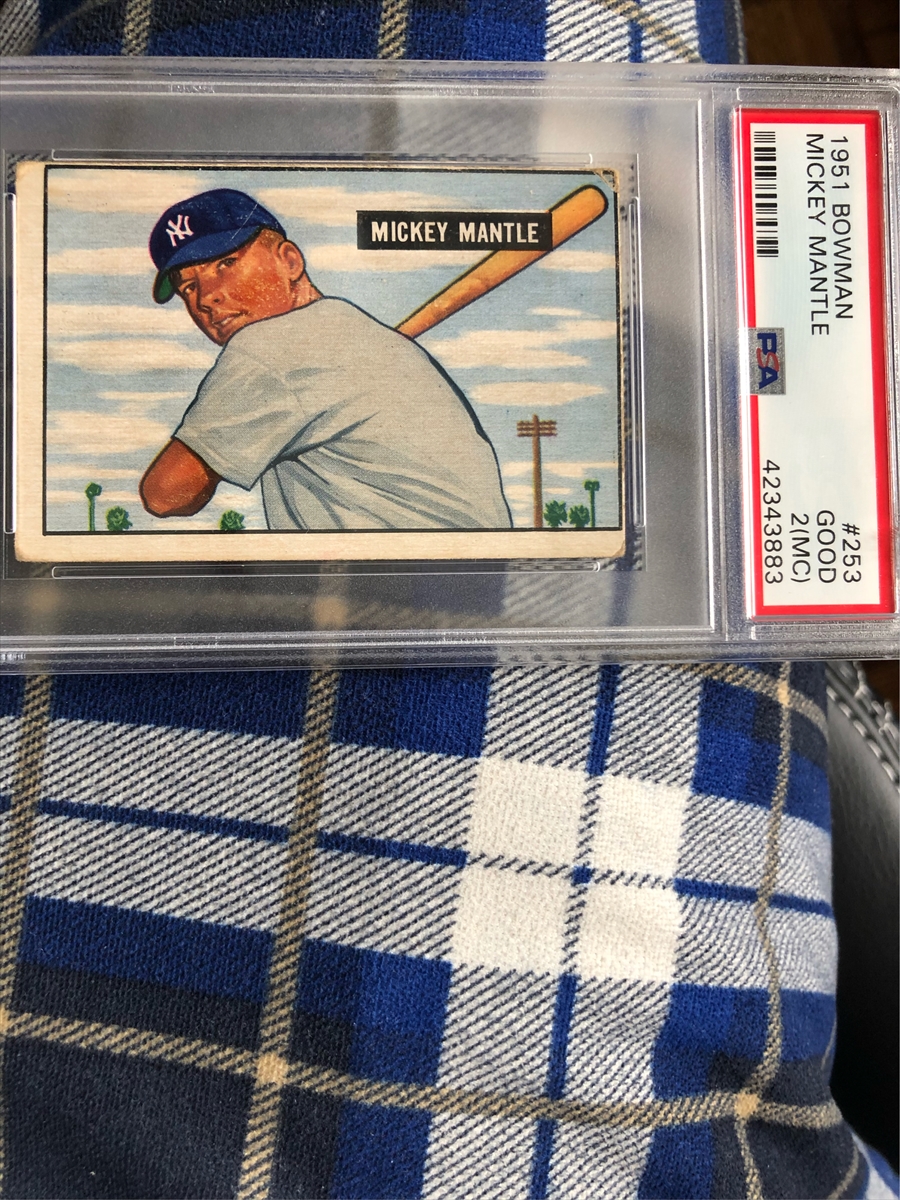 NY
MICKEY MANTLE
1951 BOWMAN
MICKEY MANTLE
#253
GOOD
2(MC)
42343883
PSA